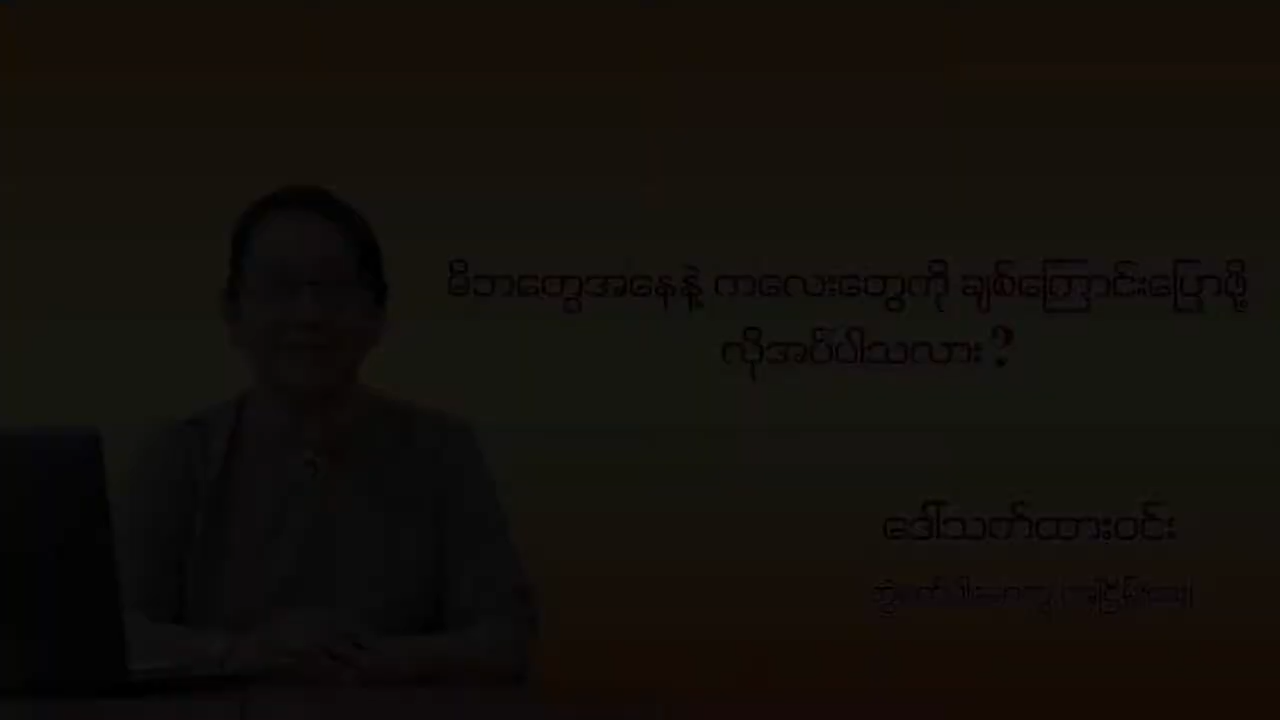 မိဘတွေအနေနဲ့ ကလေးတွေကို ချစ်ကြောင်းပြောဖို့
လိုအပ်ပါသလား ?
ဒေါ်သက်ထားဝင်း